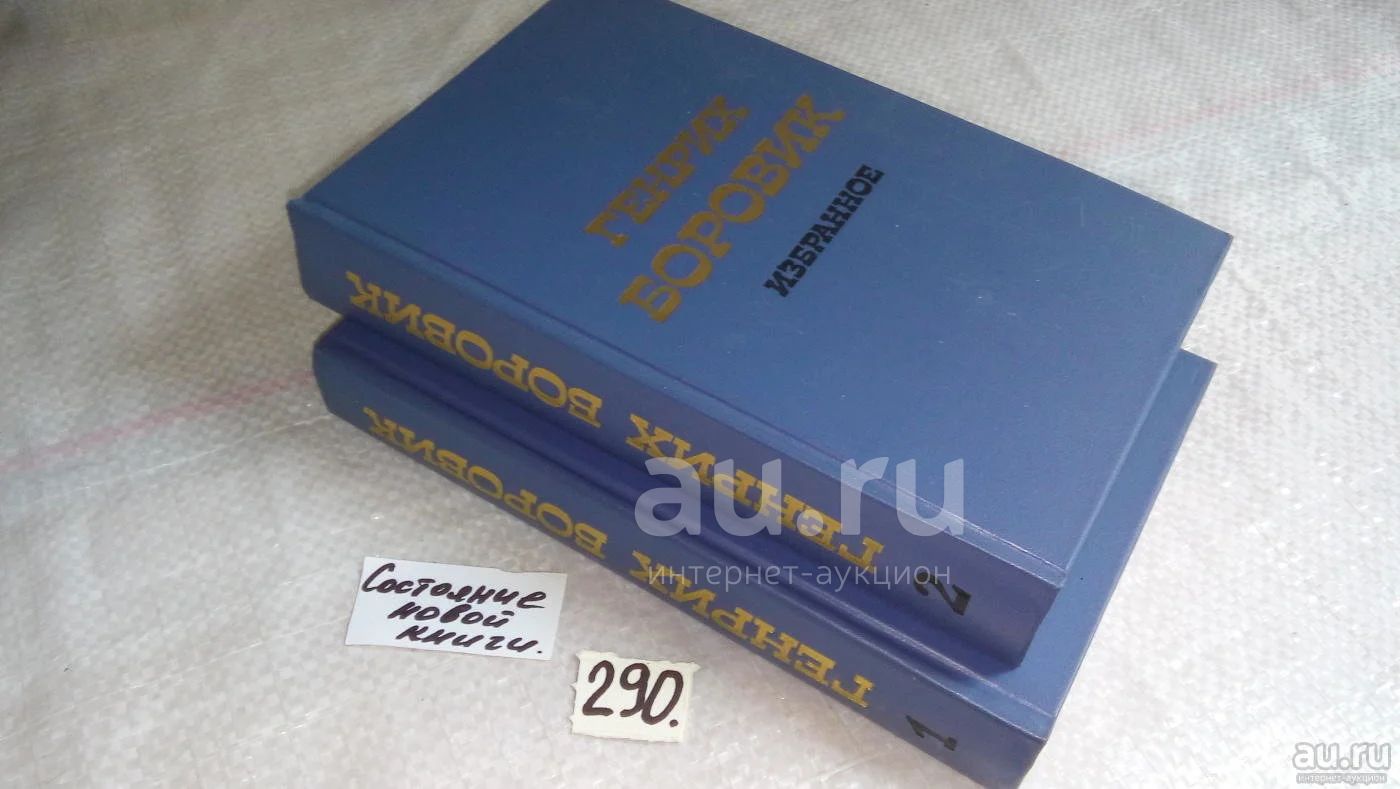 ГЕНРИХ
БОРОВИК
ИЗБРАННОЕ
ГЕНРИХ БОРОВИК
2
ГЕНРИХ БОРОВИК
1
Состояние
новой
книги.
290.
au.ru
интернет-аукцион
au.ru
интернет-аукцион